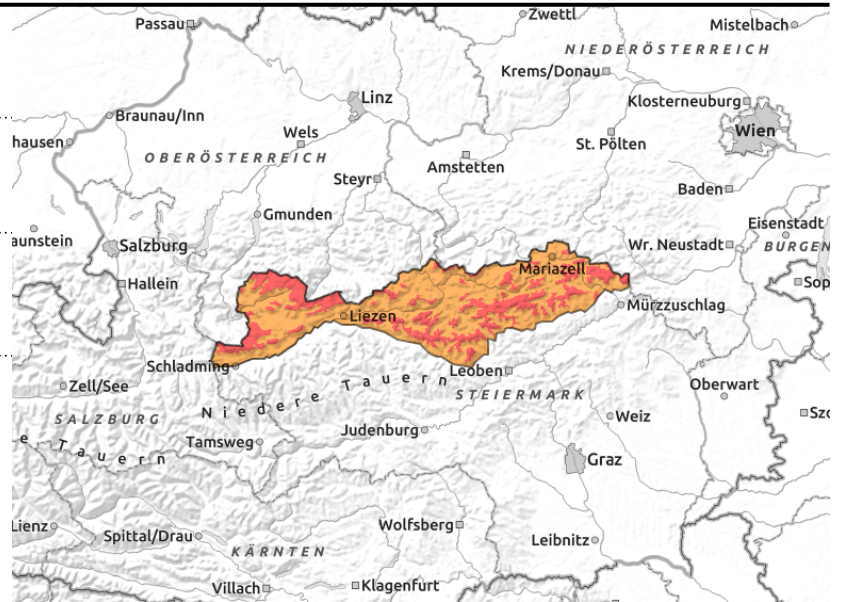 Zwettl
Passau
Mistelbach
NIEDERÖSTERREICH
Krems/Donau
Linz
Klosterneuburg
Braunau/Inn
Wels
Wien
hausen
St. Pölten
OBERÖSTERREICH
Amstetten
Steyr
Baden
Gmunden
Eisenstadt
aunstein
Salzburg
Wr. Neustadt
BURGEN
Mariazell
Hallein
Sop
Mürzzuschlag
Liezen
Schladming
Leoben
Zell/See
Niedere Tauern
Oberwart
STEIERMARK
SALZBURG
Weiz
Szo
Judenburg
e Tauern
Tamsweg
Graz
Lienz
Wolfsberg
Spittal/Drau
Leibnitz
KÄRNTEN
Villach
Klagenfurt